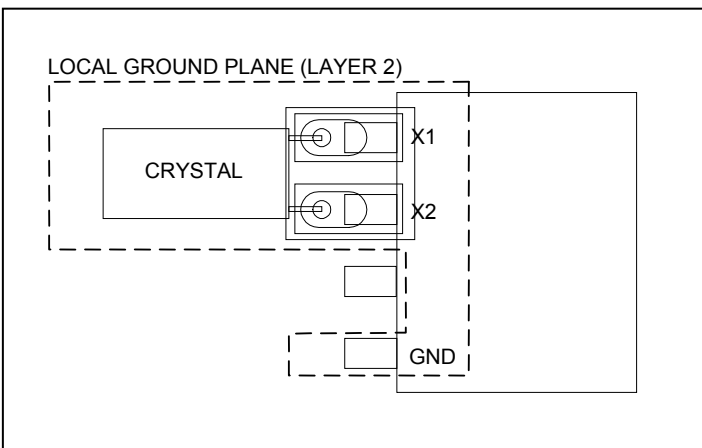 LOCAL GROUND PLANE (LAYER 2)
X1
CRYSTAL
X2
GND